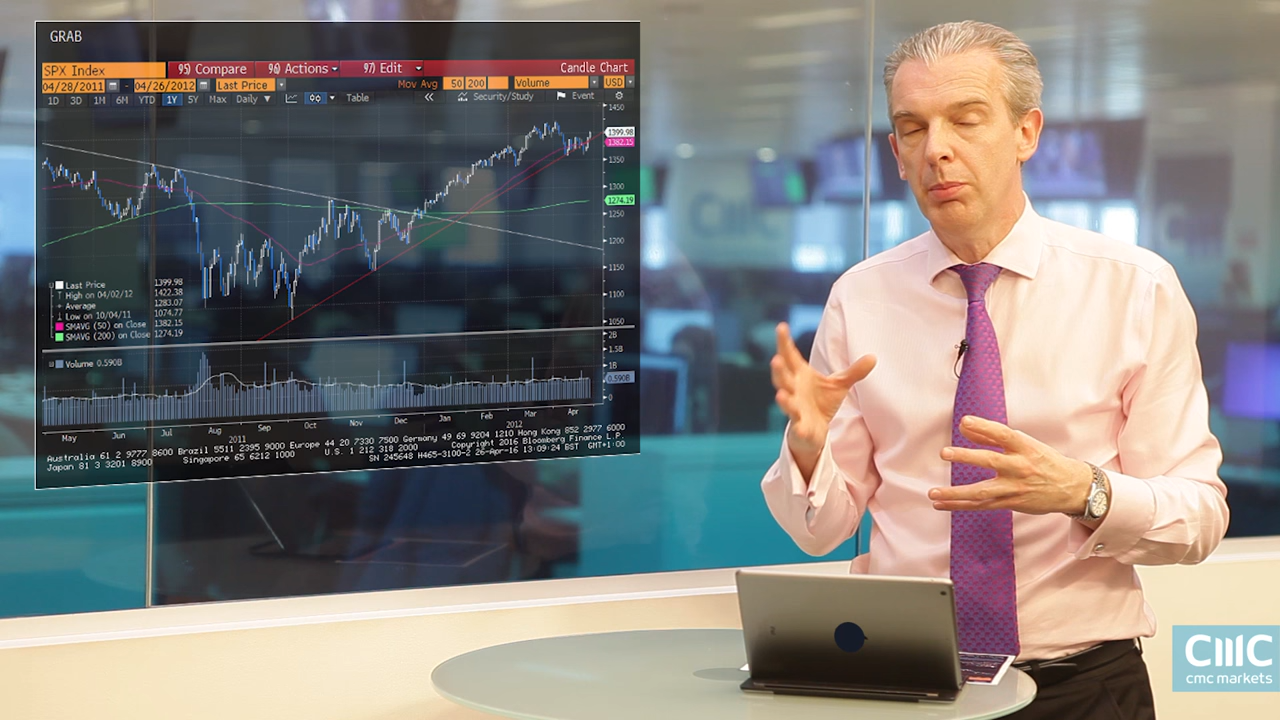 GRAB
SPX Index 95) Compare 96) Actions 97) Edit Candle Chart
04/28/2011 04/26/2012 Last Price Mov Avg 50 200 Volume USD
1D 3D 1M 6M YTD 1Y 5Y Max Daily Table Security/Study Event
1450
1399.98
1382.15
1350
1300
1274.19
1250
1200
1150
1100
1050
Last Price 1399.98
High on 04/02/12 1422.38
Average 1283.07
Low on 10/04/11 1074.77
SMAVG (50) on Close 1382.15
SMAVG (200) on Close 1274.19
2B
1.5B
1B
0.590B
0
Volume 0.590B
May Jun Jul Aug Sep Oct Nov Dec Jan Feb Mar Apr
2011 2012
Australia 61 2 9777 8600 Brazil 5511 2395 9000 Europe 44 20 7330 7500 Germany 49 69 9204 1210 Hong Kong 852 2977 6000
Japan 81 3 3201 8900 Singapore 65 6212 1000 U.S. 1 212 318 2000 Copyright 2016 Bloomberg Finance L.P.
SN 245648 H465-3100-2 26-Apr-16 13:09:24 BST GMT+1:00
CMC
cmc markets